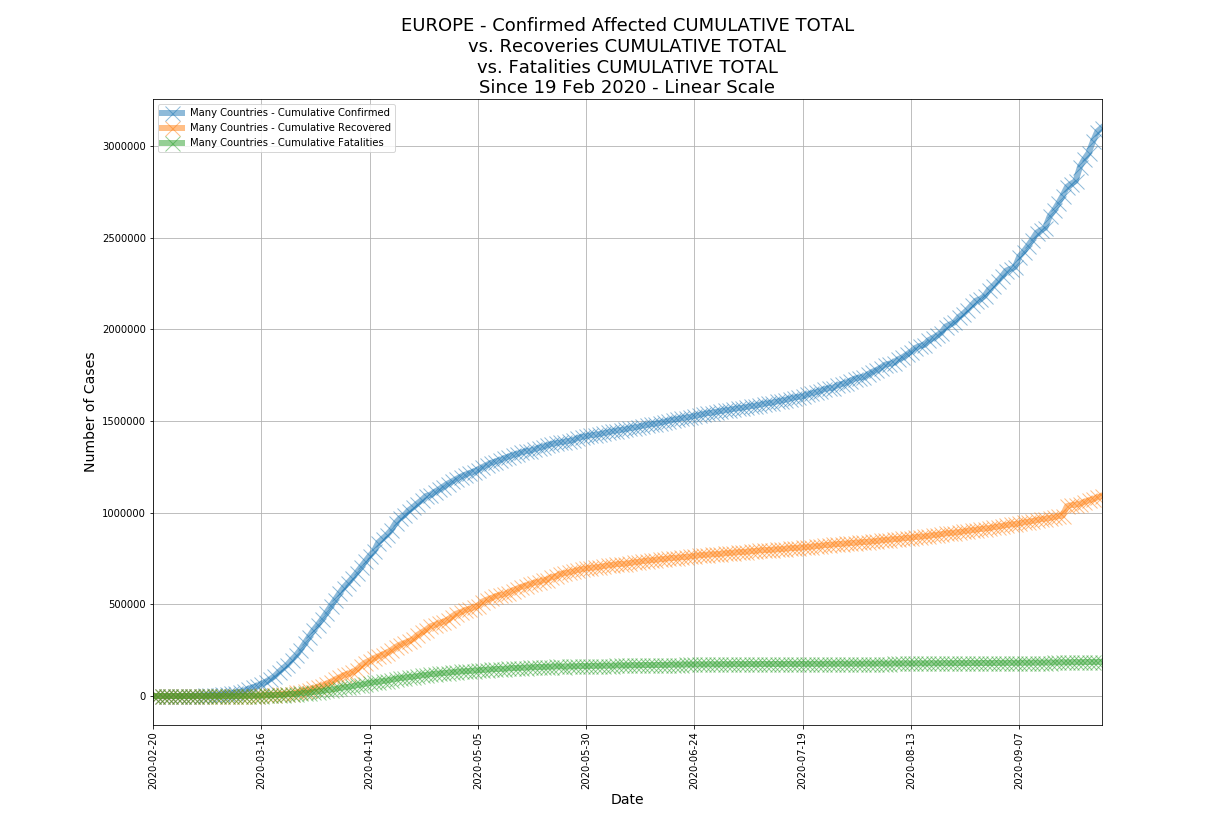 EUROPE - Confirmed Affected CUMULATIVE TOTAL
vs. Recoveries CUMULATIVE TOTAL
vs. Fatalities CUMULATIVE TOTAL
Since 19 Feb 2020 - Linear Scale
Many Countries - Cumulative Confirmed
Many Countries - Cumulative Recovered
Many Countries - Cumulative Fatalities
Number of Cases
3000000
2500000
2000000
1500000
1000000
500000
0
2020-02-20
2020-03-16
2020-04-10
2020-05-05
2020-05-30
2020-06-24
2020-07-19
2020-08-13
2020-09-07
Date